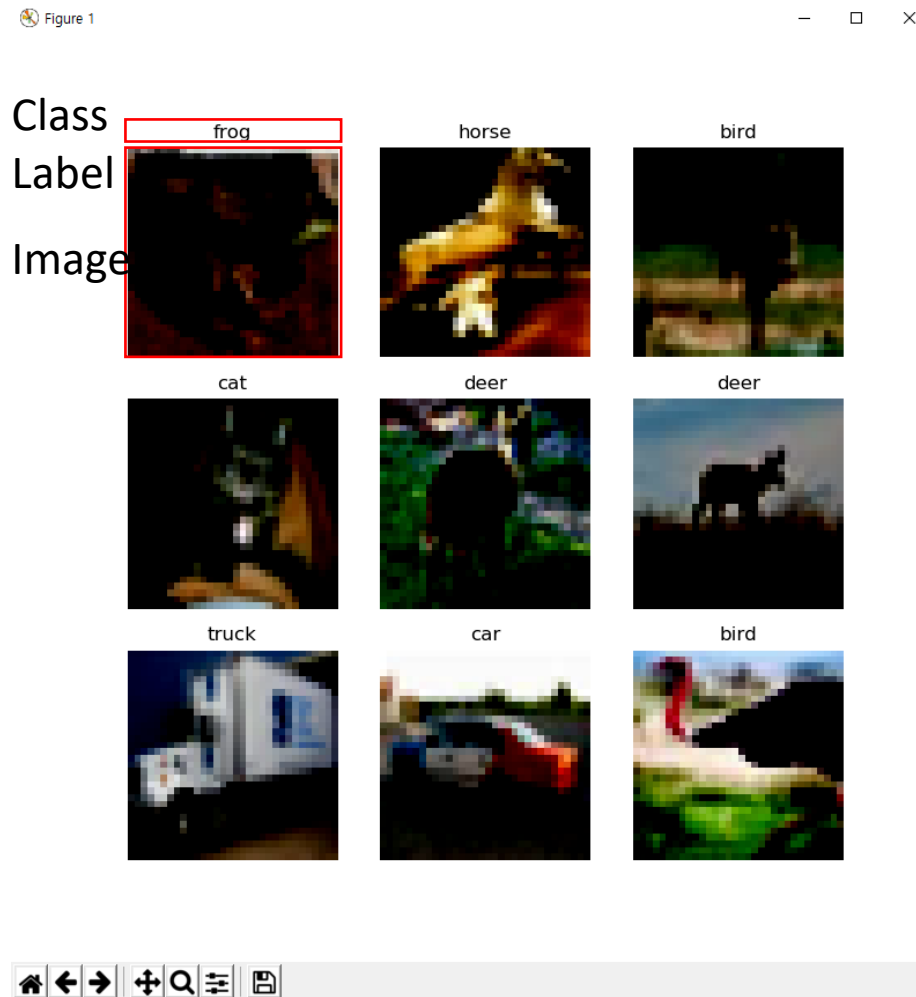 Figure 1
Class
Label
Image
frog
horse
bird
cat
deer
deer
truck
car
bird